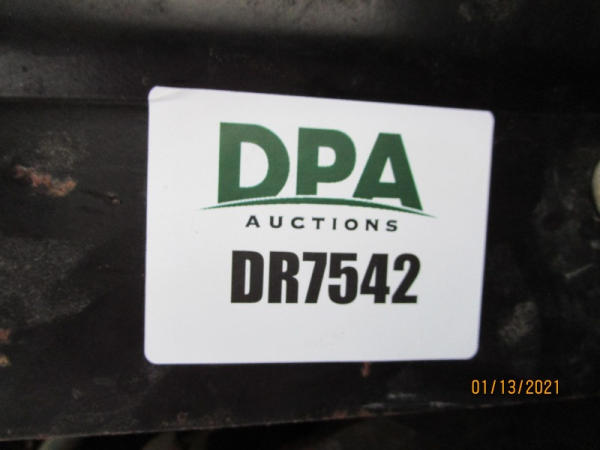 DPA
AUCTIONS
DR7542
01/13/2021